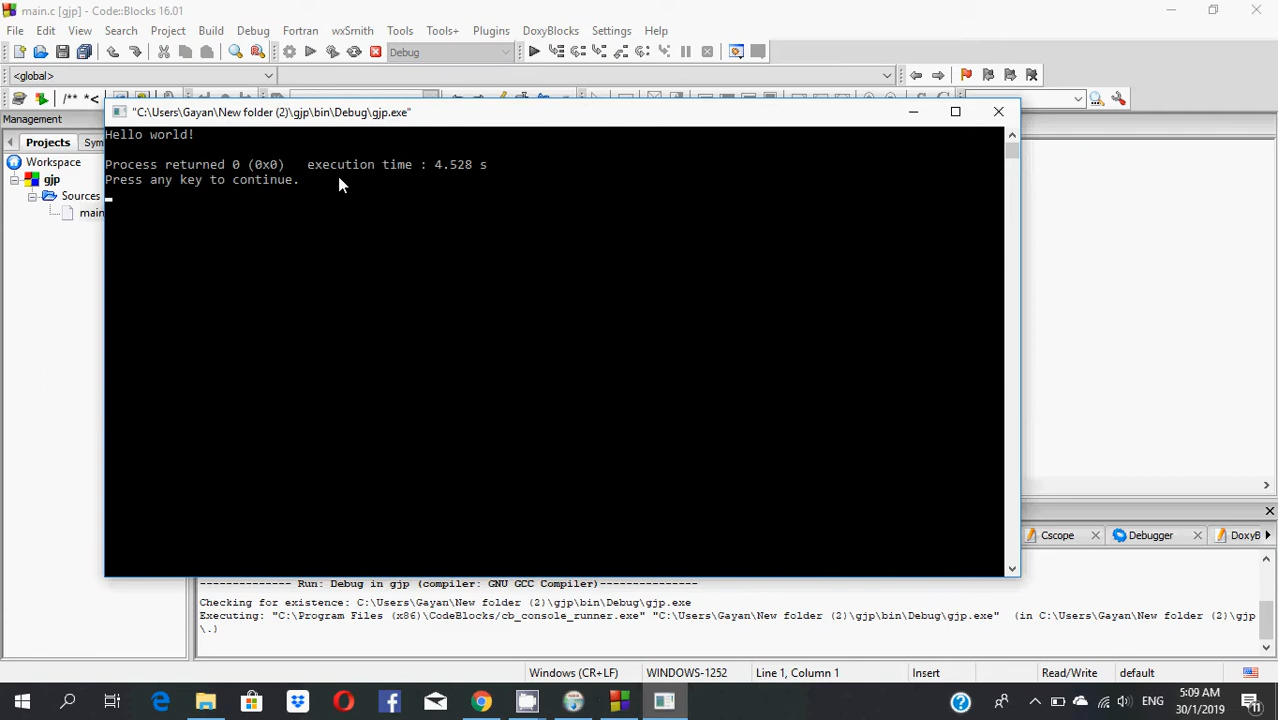 main.c [gjp] - Code::Blocks 16.01
File Edit View Search Project Build Debug Fortran wxSmith Tools Tools+ Plugins DoxyBlocks Settings Help
Debug
<global>
/** *<
Management
"C:\Users\Gayan\New folder (2)\gjp\bin\Debug\gjp.exe"
Projects Sym
Workspace
gjp
Sources
main
Hello world!
Process returned 0 (0x0)   execution time : 4.528 s
Press any key to continue.
Cscope Debugger DoxyB
-------------- Run: Debug in gjp (compiler: GNU GCC Compiler)---------------
Checking for existence: C:\Users\Gayan\New folder (2)\gjp\bin\Debug\gjp.exe
Executing: "C:\Program Files (x86)\CodeBlocks/cb_console_runner.exe" "C:\Users\Gayan\New folder (2)\gjp\bin\Debug\gjp.exe"  (in C:\Users\Gayan\New folder (2)\gjp
\.)
Windows (CR+LF) WINDOWS-1252 Line 1, Column 1 Insert Read/Write default
ENG 5:09 AM
30/1/2019
11